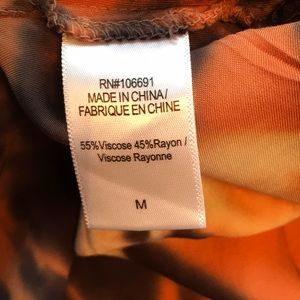 RN#106691
MADE IN CHINA/
FABRIQUE EN CHINE
55%Viscose 45%Rayon/
Viscose Rayonne
M